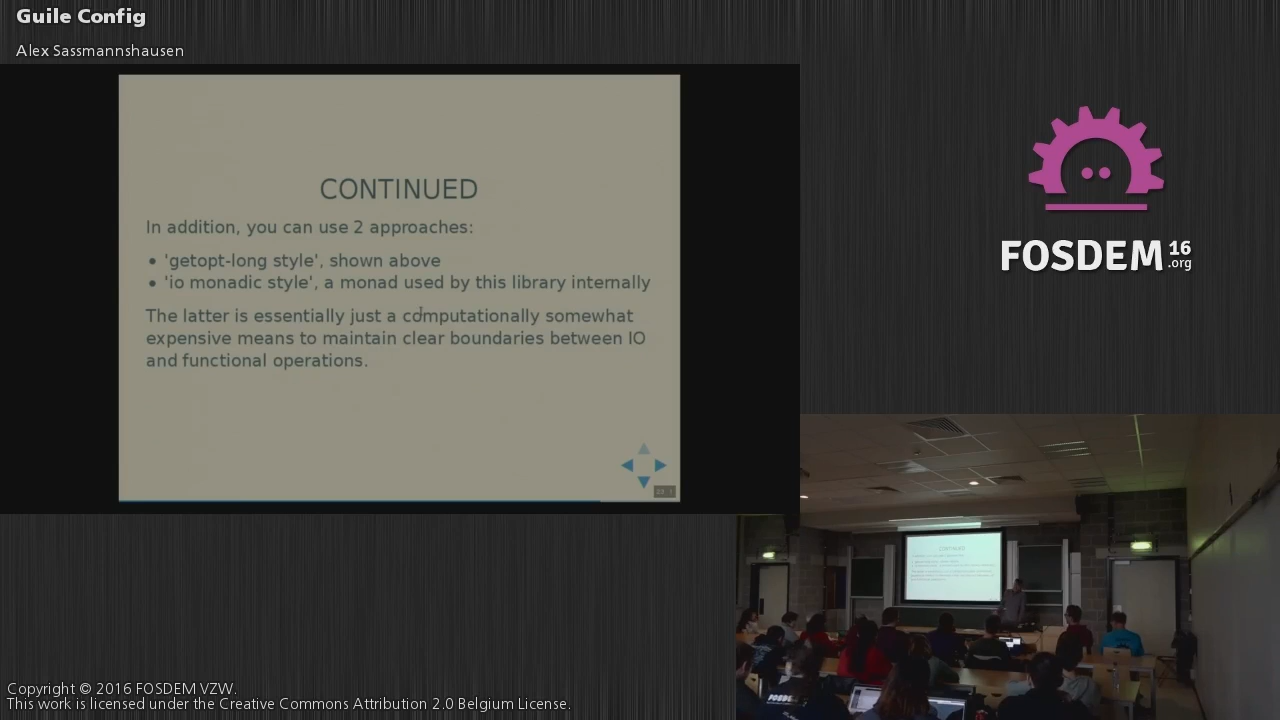 Guile Config
Alex Sassmannshausen
CONTINUED
In addition, you can use 2 approaches:
• 'getopt-long style', shown above
• 'io monadic style', a monad used by this library internally
The latter is essentially just a computationally somewhat
expensive means to maintain clear boundaries between IO
and functional operations.
FOSDEM 16
.org
CONTINUED
FOSDEM
Copyright © 2016 FOSDEM VZW.
This work is licensed under the Creative Commons Attribution 2.0 Belgium License.